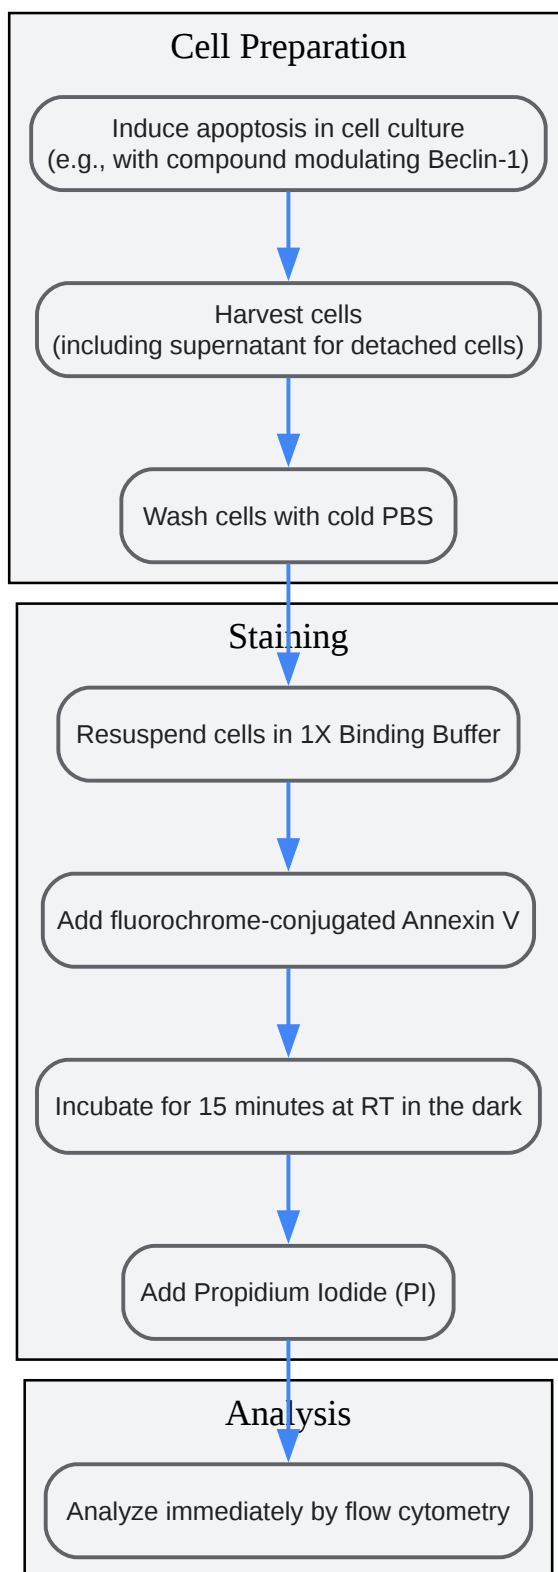 Cell Preparation
Induce apoptosis in cell culture
(e.g., with compound modulating Beclin-1)
Harvest cells
(including supernatant for detached cells)
Wash cells with cold PBS
Staining
Resuspend cells in 1X Binding Buffer
Add fluorochrome-conjugated Annexin V
Incubate for 15 minutes at RT in the dark
Add Propidium Iodide (PI)
Analysis
Analyze immediately by flow cytometry